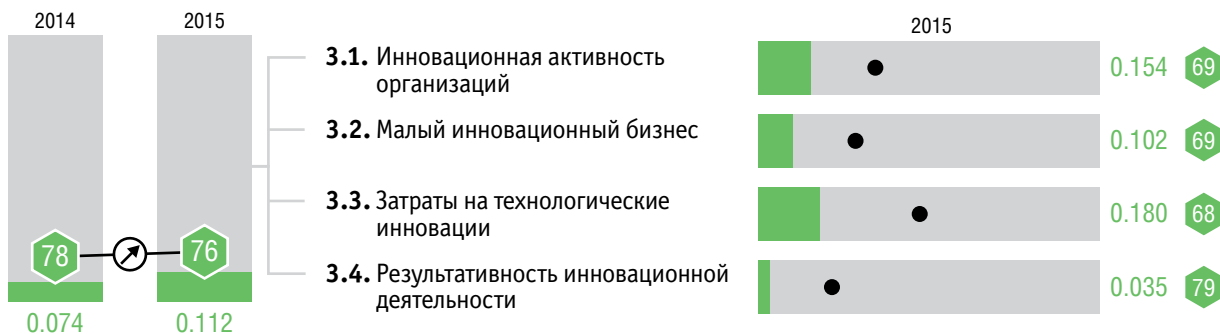 2014
2015
78
76
0.074
0.112
3.1. Инновационная активность
организаций
3.2. Малый инновационный бизнес
3.3. Затраты на технологические
инновации
3.4. Результативность инновационной
деятельности
2015
0.154 69
0.102 69
0.180 68
0.035 79